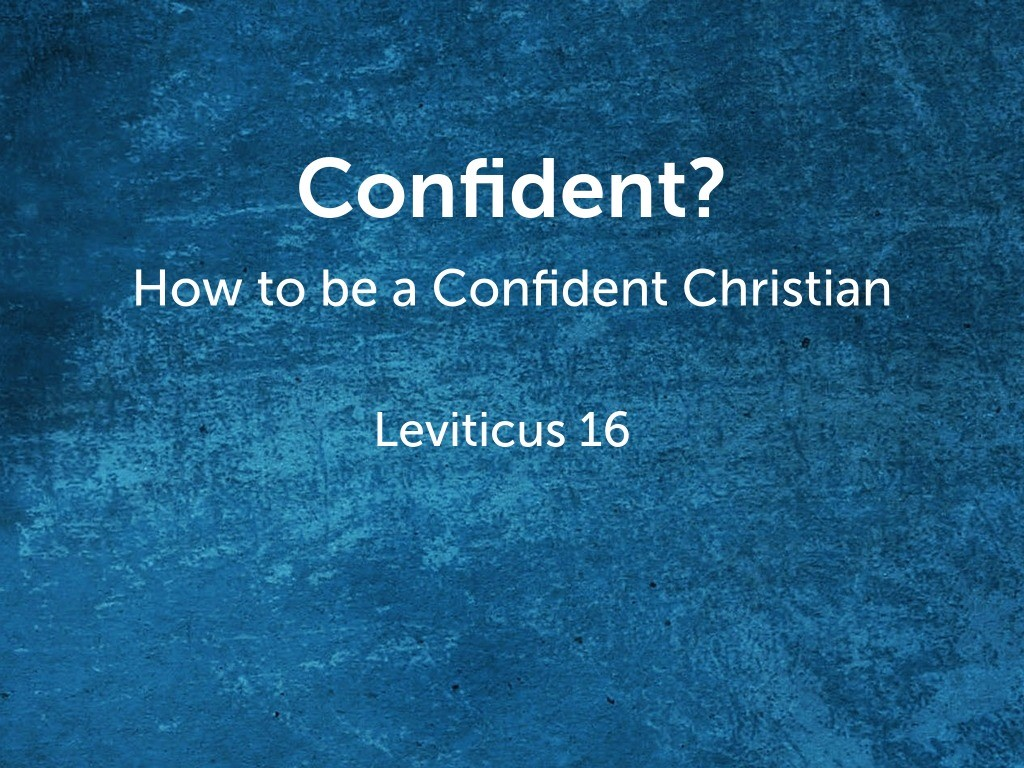 Confident?
How to be a Confident Christian
Leviticus 16